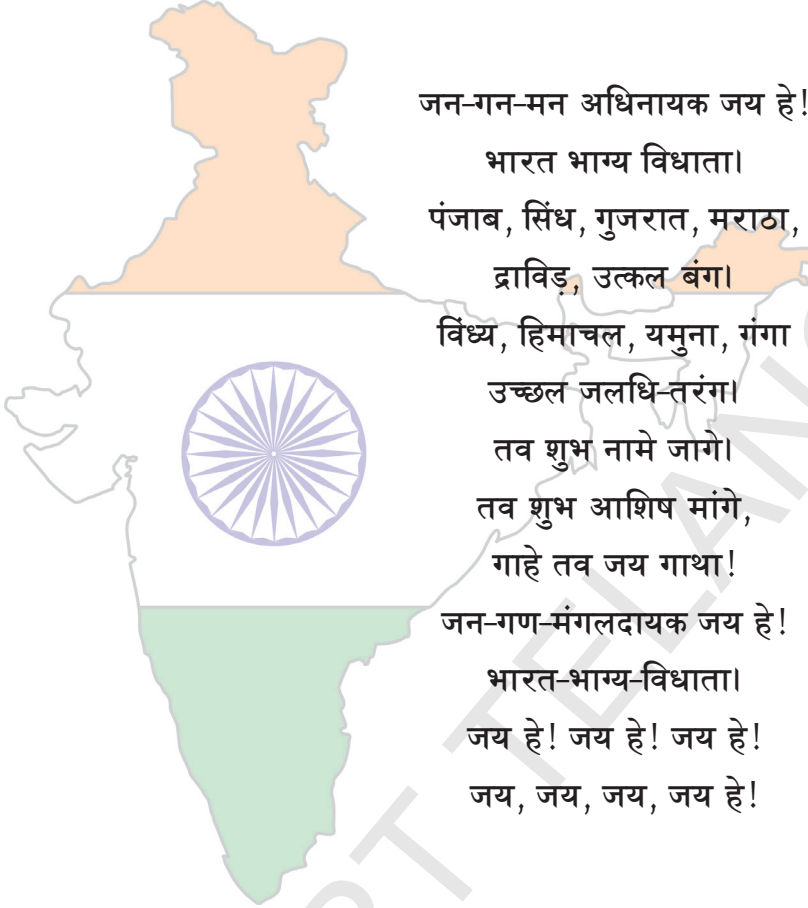 जन-गन-मन अधिनायक जय हे!
भारत भाग्य विधाता।
पंजाब, सिंध, गुजरात, मराठा,
द्राविड़, उत्कल बंग।
विंध्य, हिमाचल, यमुना, गंगा
उच्छल जलधि-तरंग।
तव शुभ नामे जागे।
तव शुभ आशिष मांगे,
गाहे तव जय गाथा!
जन-गण-मंगलदायक जय हे!
भारत-भाग्य-विधाता।
जय हे! जय हे! जय हे!
जय, जय, जय, जय हे!